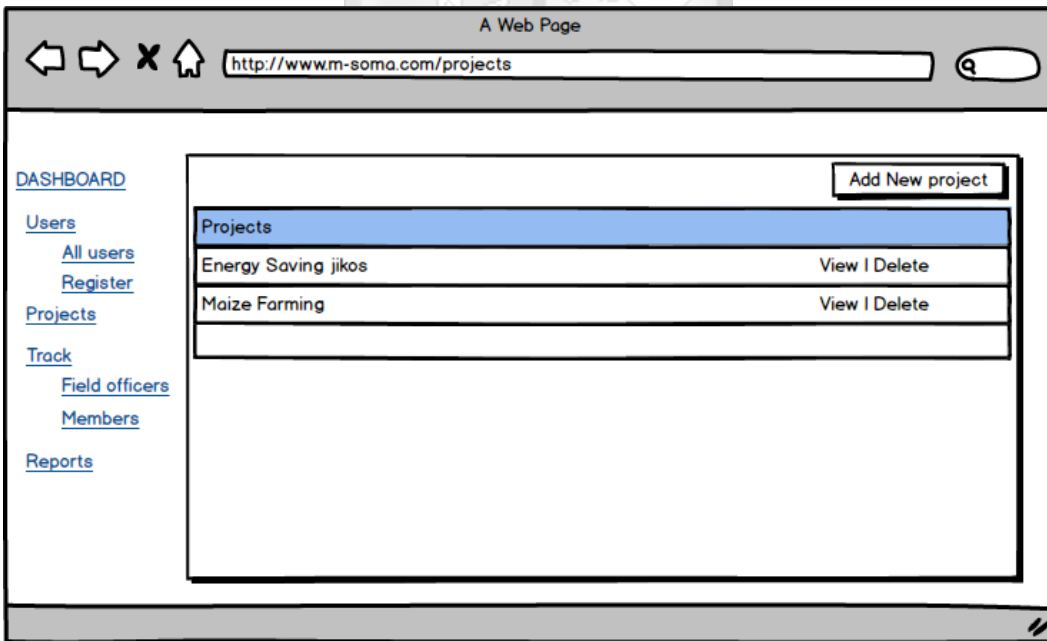 A Web Page
http://www.m-soma.com/projects
DASHBOARD
Users
All users
Register
Projects
Track
Field officers
Members
Reports
Add New project
Projects
Energy Saving jikos View | Delete
Maize Farming View | Delete